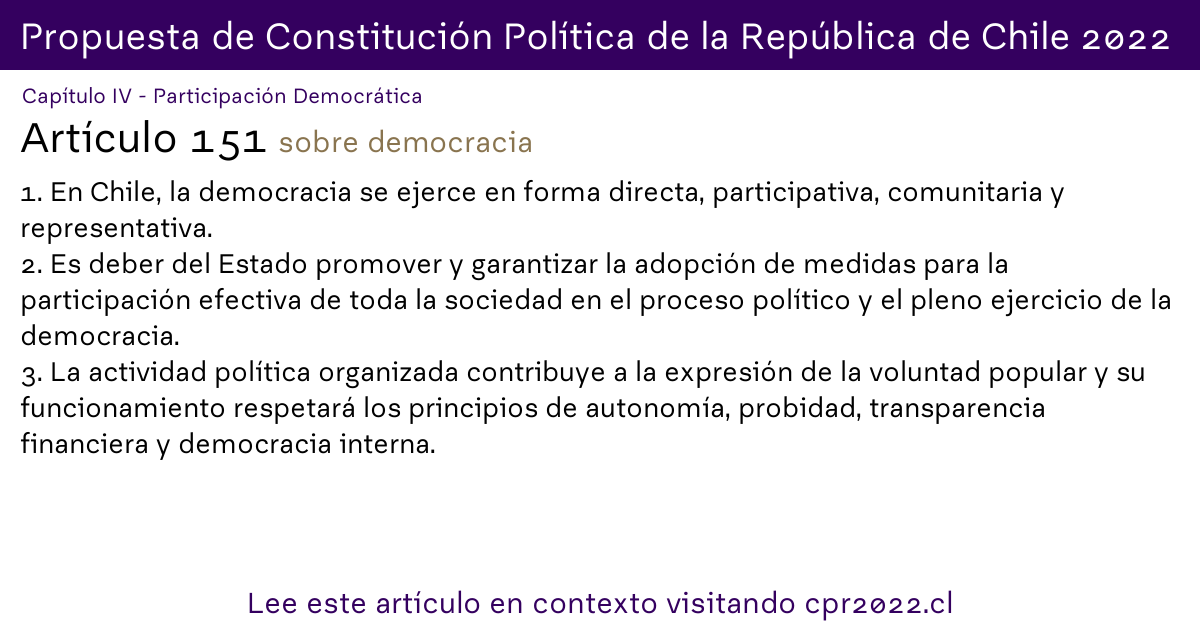 Propuesta de Constitución Política de la República de Chile 2022
Capítulo IV - Participación Democrática
Artículo 151 sobre democracia
1. En Chile, la democracia se ejerce en forma directa, participativa, comunitaria y
representativa.
2. Es deber del Estado promover y garantizar la adopción de medidas para la
participación efectiva de toda la sociedad en el proceso político y el pleno ejercicio de la
democracia.
3. La actividad política organizada contribuye a la expresión de la voluntad popular y su
funcionamiento respetará los principios de autonomía, probidad, transparencia
financiera y democracia interna.
Lee este artículo en contexto visitando cpr2022.cl